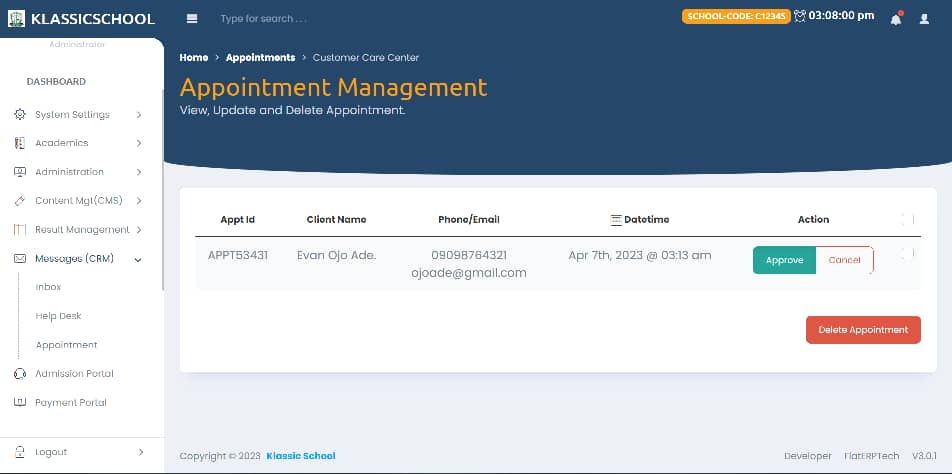 KLASSICSCHOOL
Type for search . . .
SCHOOL-CODE: C12345
03:08:00 pm
Administrator
DASHBOARD
System Settings
Academics
Administration
Content Mgt(CMS)
Result Management
Messages (CRM)
Inbox
Help Desk
Appointment
Admission Portal
Payment Portal
Logout
Home > Appointments > Customer Care Center
Appointment Management
View, Update and Delete Appointment.
Appt Id Client Name Phone/Email Datetime Action
APPT53431 Evan Ojo Ade. 09098764321 Apr 7th, 2023 @ 03:13 am Approve Cancel
ojoade@gmail.com
Delete Appointment
Copyright © 2023 Klassic School
Developer FlatERPTech V3.0.1